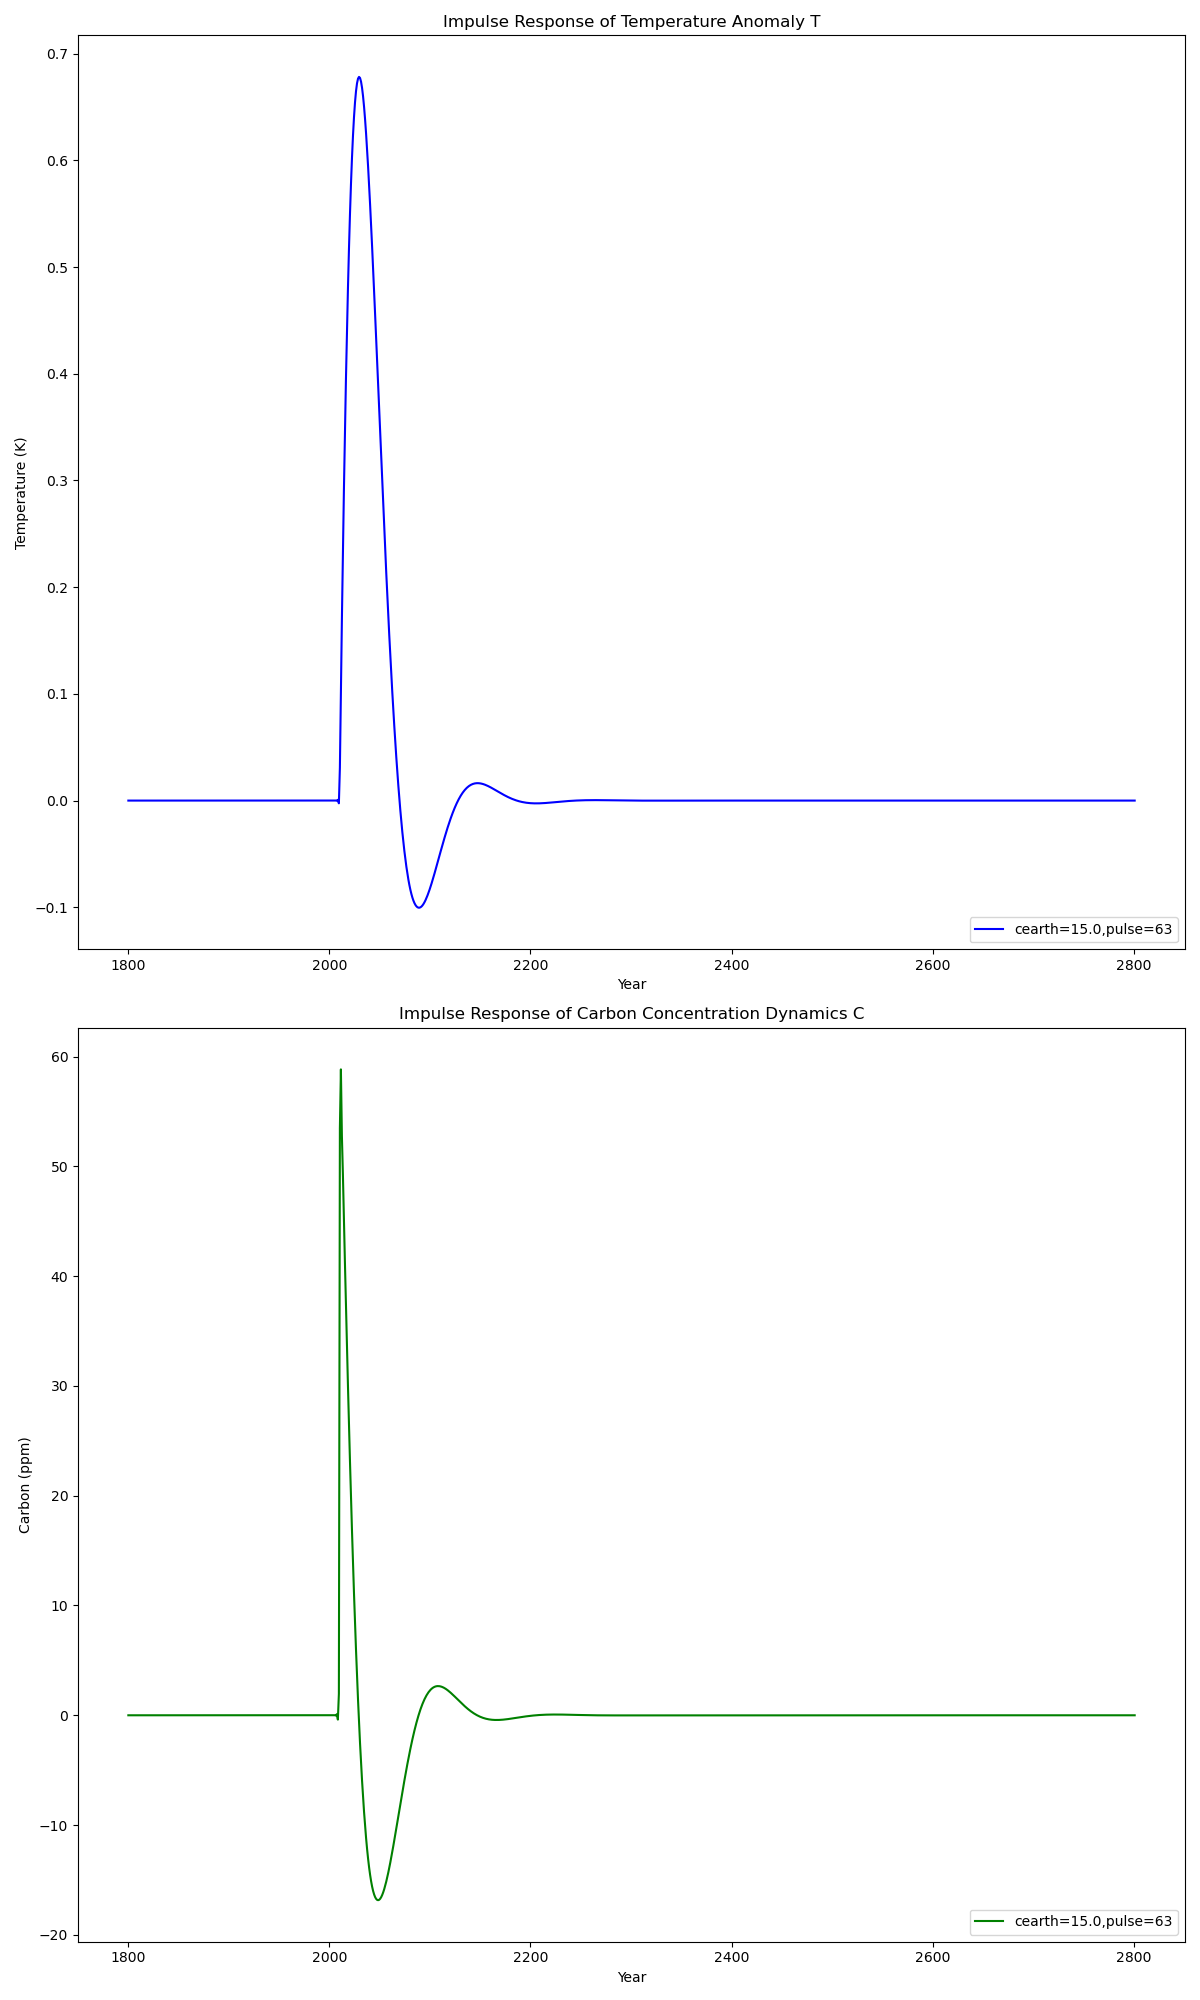 Impulse Response of Temperature Anomaly T
0.7
0.6
0.5
0.4
0.3
0.2
0.1
0.0
−0.1
Temperature (K)
cearth=15.0,pulse=63
1800 2000 2200 2400 2600 2800
Year
Impulse Response of Carbon Concentration Dynamics C
60
50
40
30
20
10
0
−10
−20
Carbon (ppm)
cearth=15.0,pulse=63
1800 2000 2200 2400 2600 2800
Year